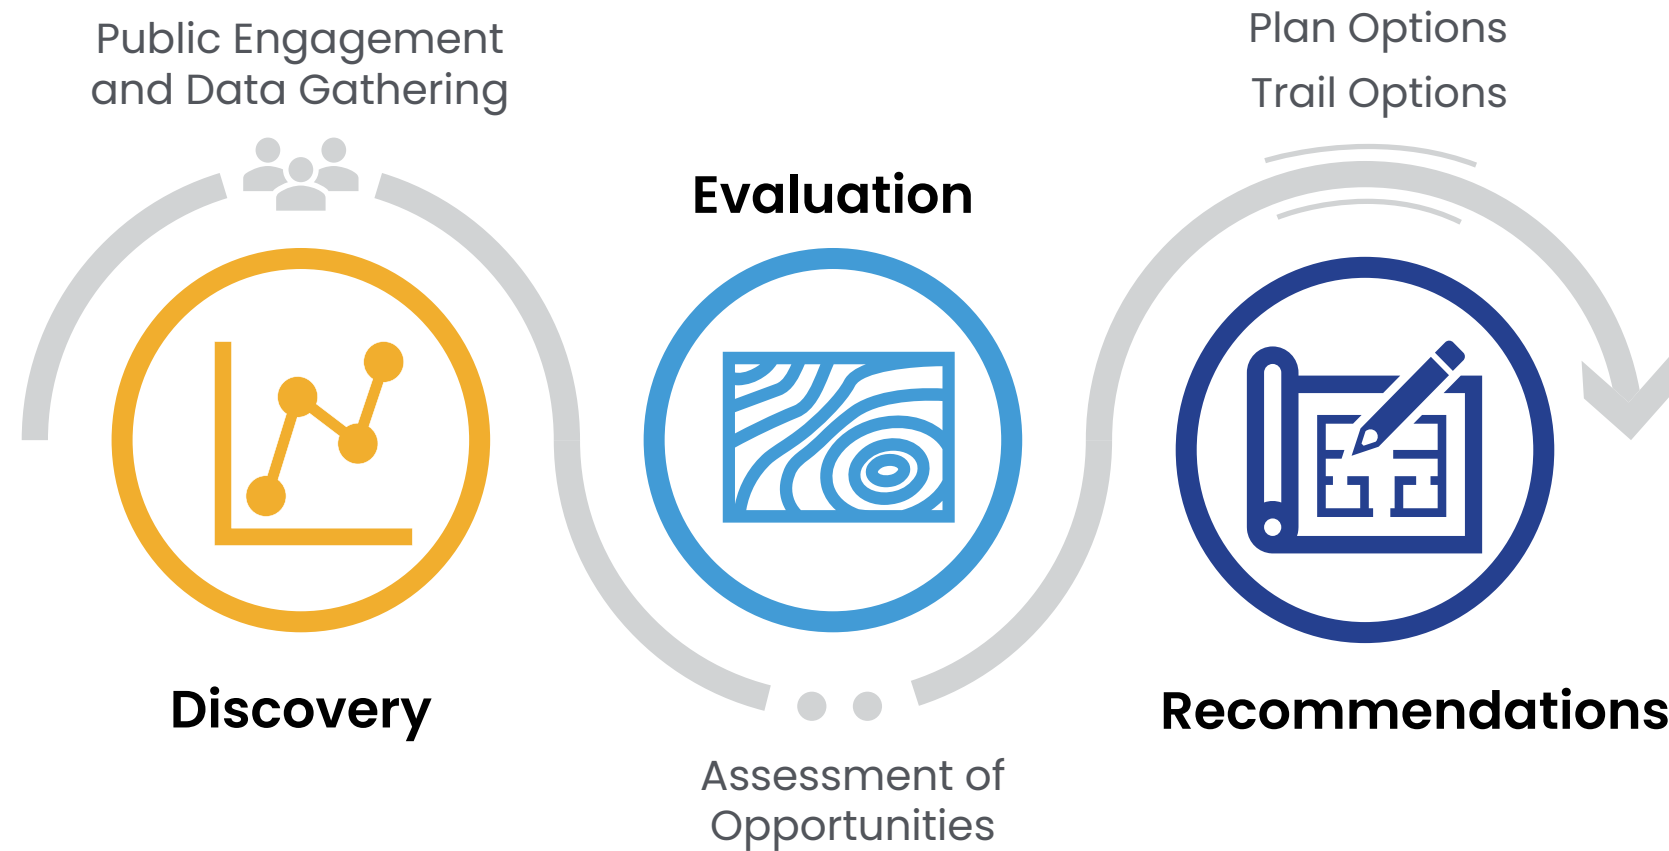 Public Engagement
and Data Gathering
Discovery
Evaluation
Assessment of
Opportunities
Plan Options
Trail Options
Recommendations